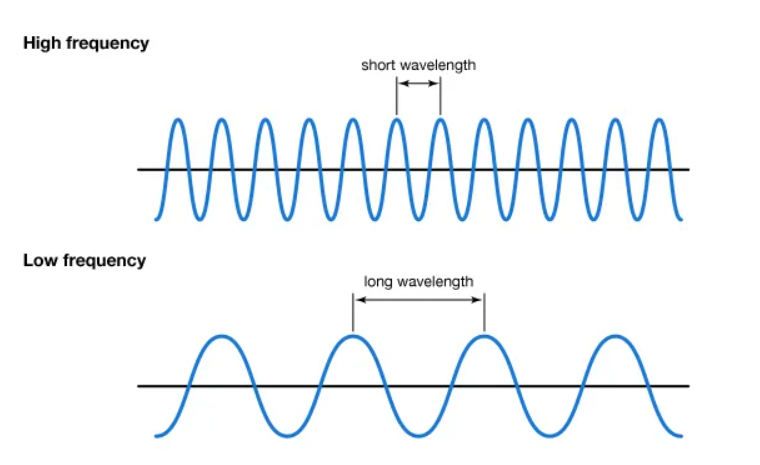 High frequency
short wavelength
Low frequency
long wavelength